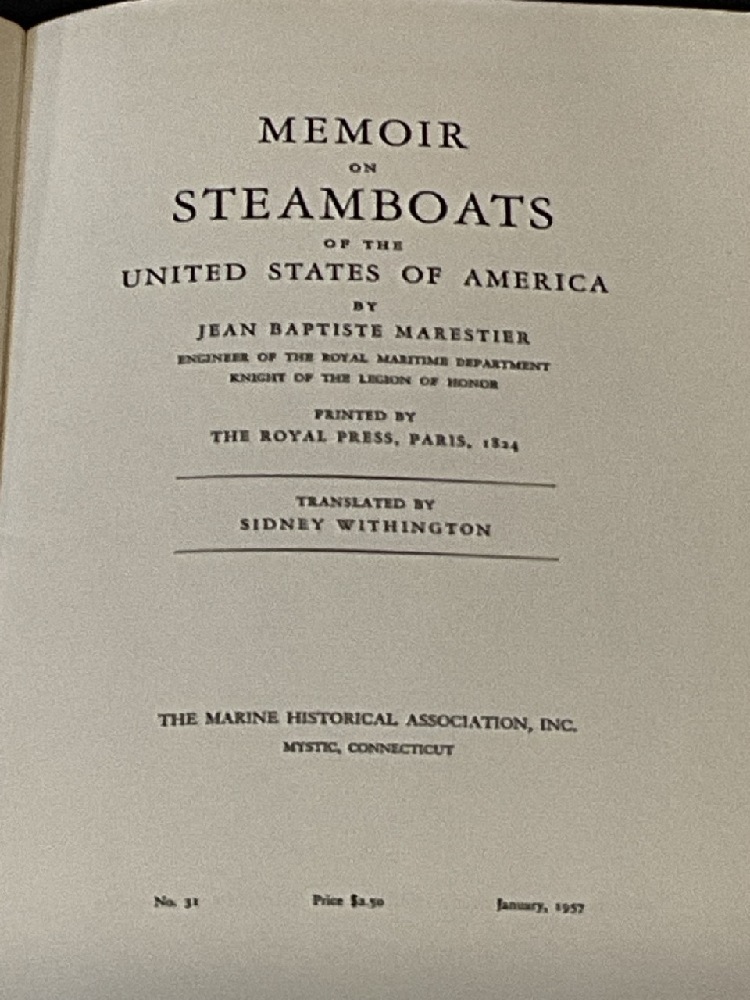 MEMOIR
ON
STEAMBOATS
OF THE
UNITED STATES OF AMERICA
BY
JEAN BAPTISTE MARESTIER
ENGINEER OF THE ROYAL MARITIME DEPARTMENT
KNIGHT OF THE LEGION OF HONOR
PRINTED BY
THE ROYAL PRESS, PARIS, 1824
TRANSLATED BY
SIDNEY WITHINGTON
THE MARINE HISTORICAL ASSOCIATION, INC.
MYSTIC, CONNECTICUT
No. 31 Price $2.50 January, 1957